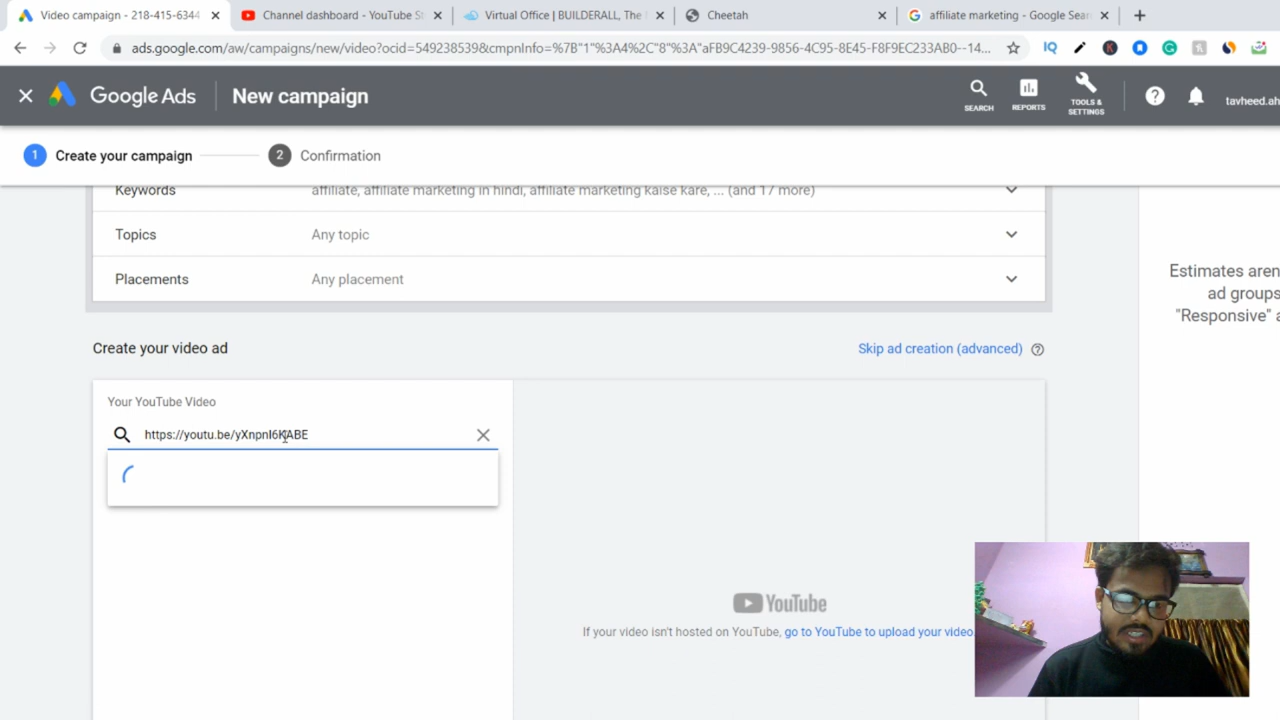 Video campaign - 218-415-6344
Channel dashboard - YouTube St
Virtual Office | BUILDERALL, The
Cheetah
affiliate marketing - Google Sear
ads.google.com/aw/campaigns/new/video?ocid=549238539&cmpnInfo=%7B"1"%3A4%2C"8"%3A"aFB9C4239-9856-4C95-8E45-F8F9EC233AB0--14...
Google Ads
New campaign
SEARCH
REPORTS
TOOLS &
SETTINGS
tavheed.ah
1 Create your campaign
2 Confirmation
Keywords affiliate, affiliate marketing in hindi, affiliate marketing kaise kare, ... (and 17 more)
Topics Any topic
Placements Any placement
Estimates aren
ad groups
"Responsive" a
Create your video ad
Skip ad creation (advanced)
Your YouTube Video
https://youtu.be/yXnpnI6KABE
YouTube
If your video isn't hosted on YouTube, go to YouTube to upload your video.